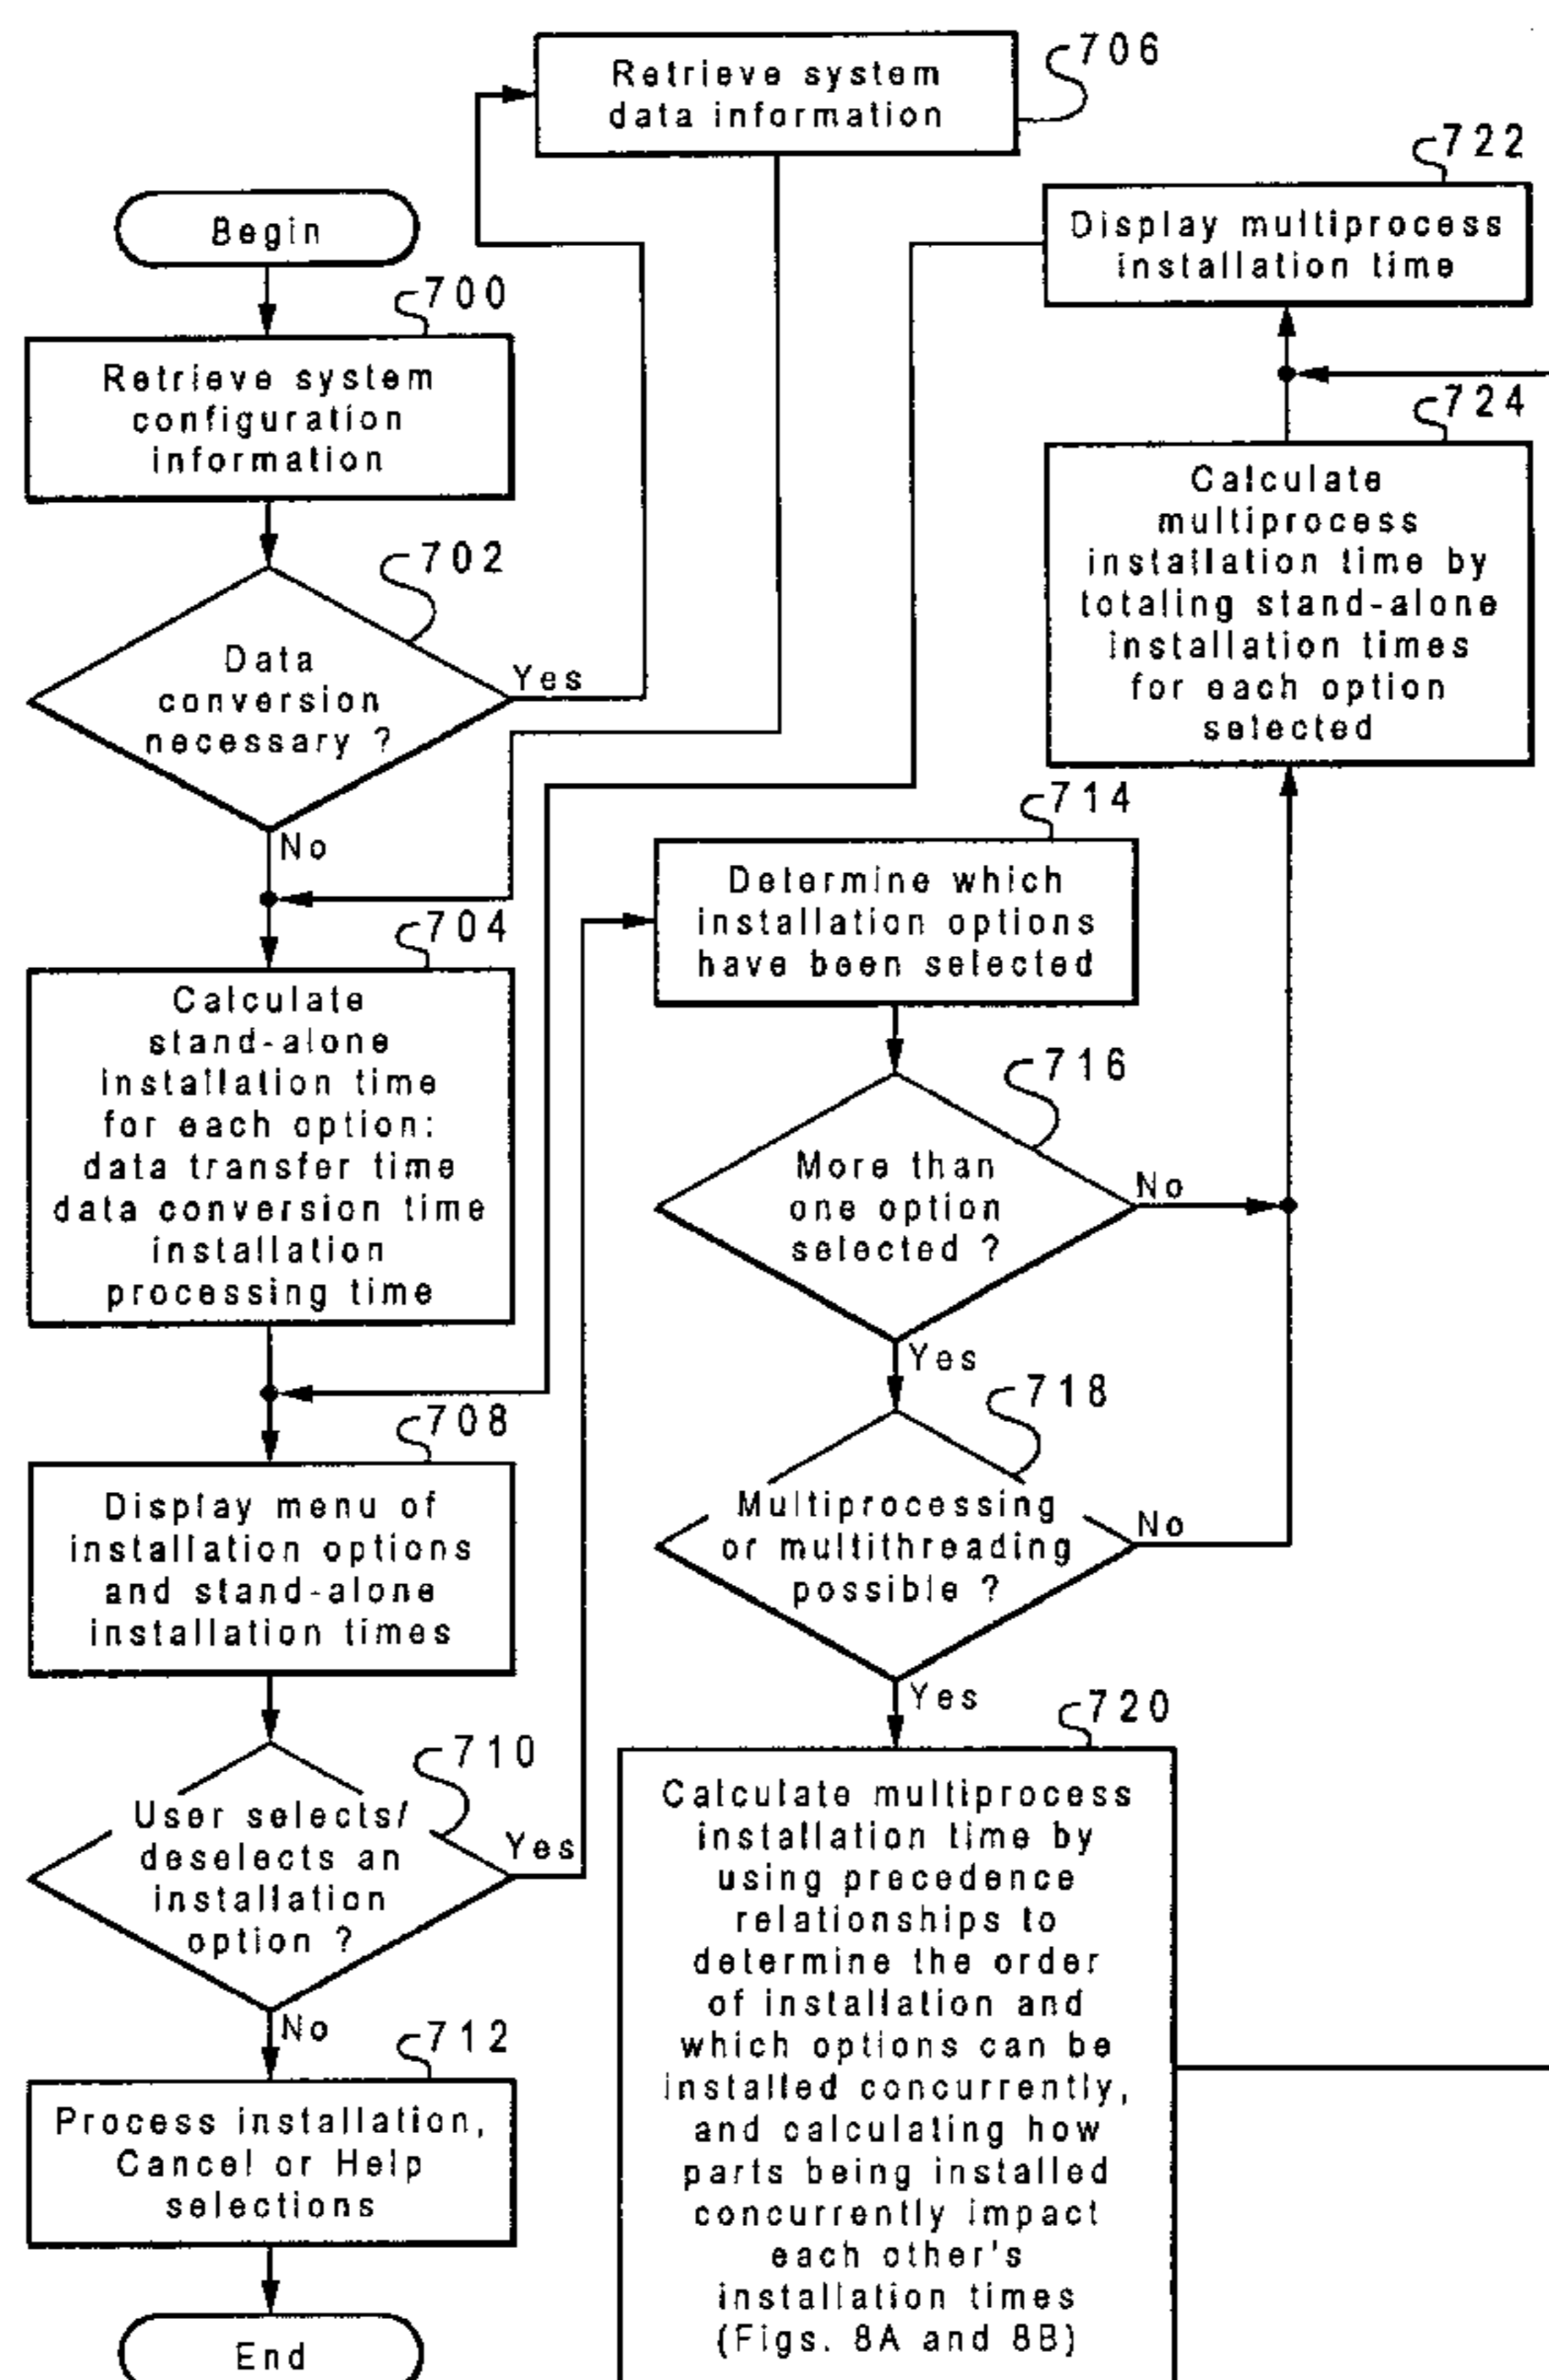 Retrieve system
data information
706
722
Display multiprocess
installation time
Begin
700
Retrieve system
configuration
information
724
Calculate
multiprocess
installation time by
totaling stand-alone
installation times
for each option
selected
702
Data
conversion
necessary ?
Yes
No
704
Calculate
stand-alone
installation time
for each option:
data transfer time
data conversion time
installation
processing time
714
Determine which
installation options
have been selected
716
More than
one option
selected ?
No
Yes
718
Multiprocessing
or multithreading
possible ?
No
Yes
708
Display menu of
installation options
and stand-alone
installation times
710
User selects/
deselects an
installation
option ?
Yes
No
712
Process installation,
Cancel or Help
selections
End
720
Calculate multiprocess
installation time by
using precedence
relationships to
determine the order
of installation and
which options can be
installed concurrently,
and calculating how
parts being installed
concurrently impact
each other's
installation times
(Figs. 8A and 8B)